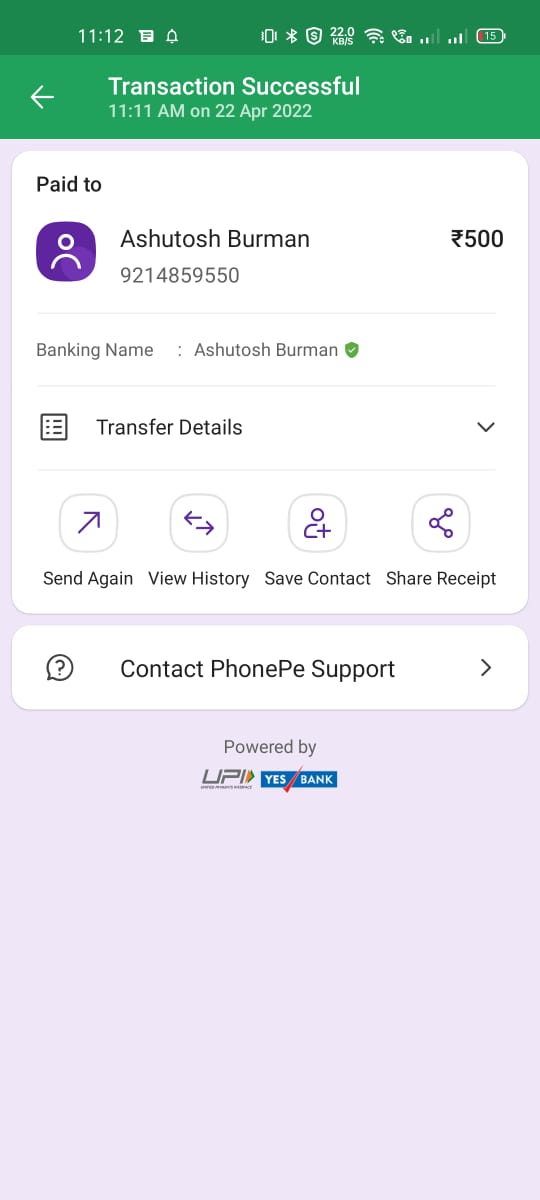 11:12 22.0 KB/S 15
Transaction Successful
11:11 AM on 22 Apr 2022
Paid to
Ashutosh Burman ₹500
9214859550
Banking Name : Ashutosh Burman
Transfer Details
Send Again View History Save Contact Share Receipt
Contact PhonePe Support
Powered by
UPI YES BANK
UNIFIED PAYMENTS INTERFACE